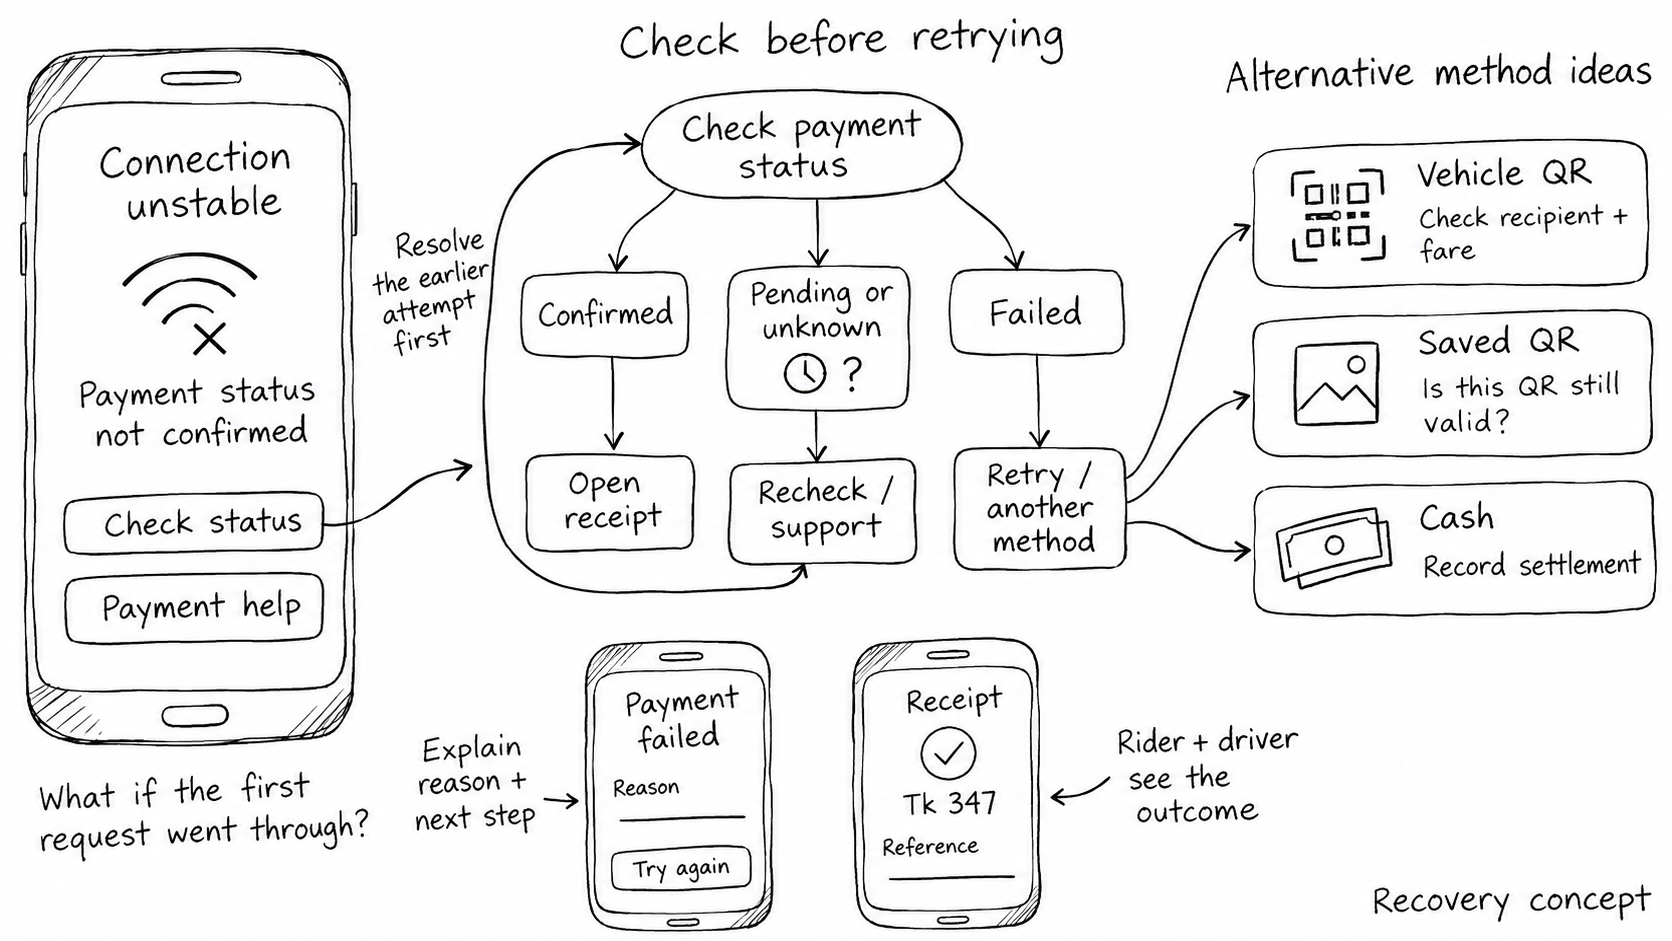 Check before retrying
Connection
unstable
Payment status
not confirmed
Check status
Payment help
What if the first
request went through?
Resolve
the earlier
attempt
first
Check payment
status
Confirmed
Pending or
unknown
?
Failed
Open
receipt
Recheck /
support
Retry /
another
method
Alternative method ideas
Vehicle QR
Check recipient +
fare
Saved QR
Is this QR still
valid?
Cash
Record settlement
Explain
reason +
next step
Payment
failed
Reason
Try again
Receipt
Tk 347
Reference
Rider + driver
see the
outcome
Recovery concept